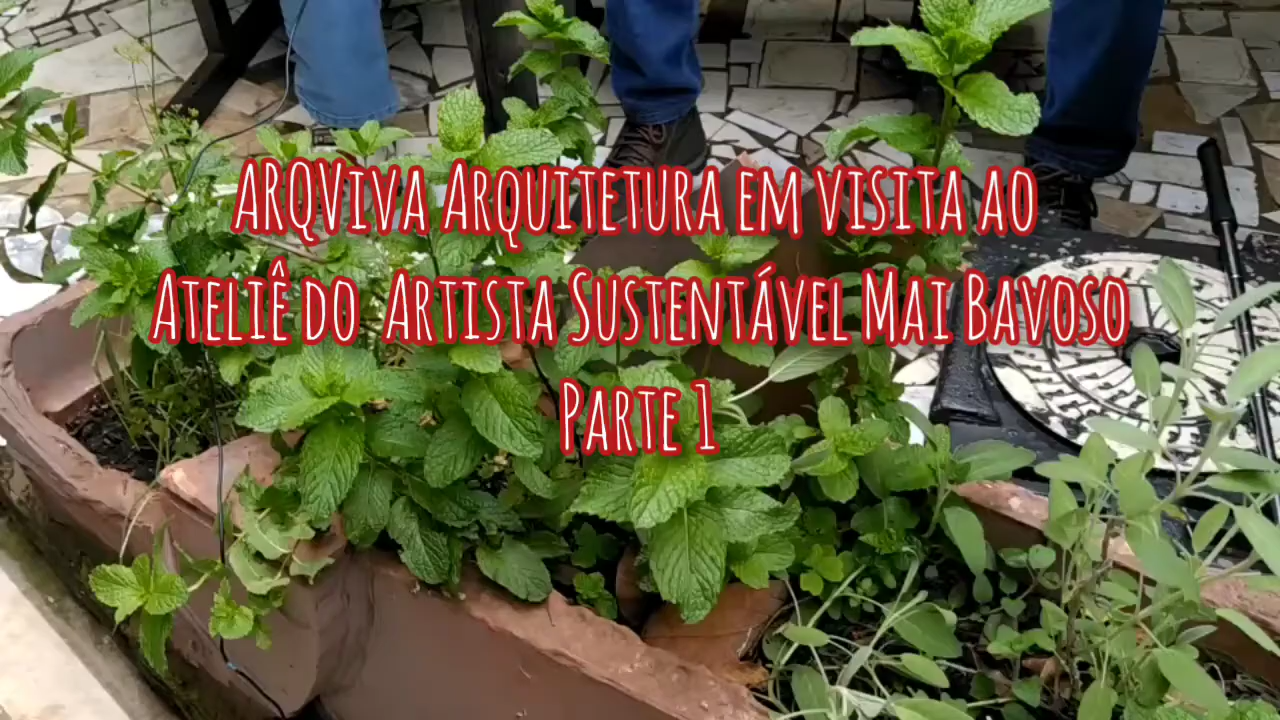 ARQViva Arquitetura em visita ao
Ateliê do Artista Sustentável Mai Bavoso
Parte 1